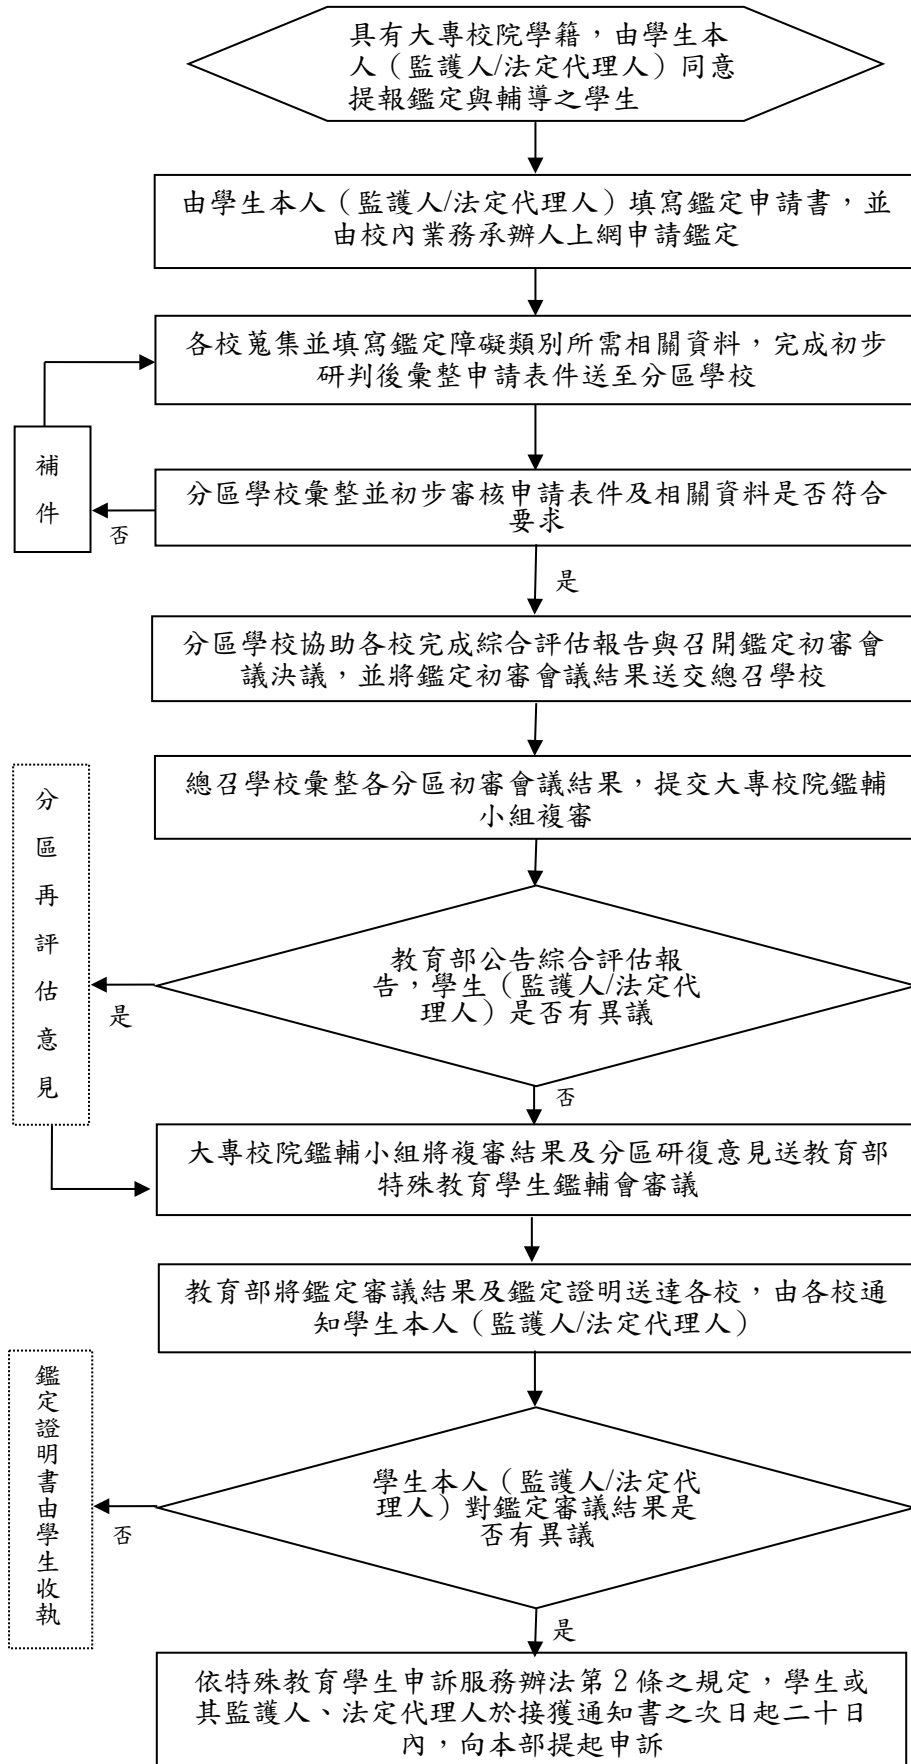 具有大專校院學籍，由學生本
人（監護人/法定代理人）同意
提報鑑定與輔導之學生
由學生本人（監護人/法定代理人）填寫鑑定申請書，並
由校內業務承辦人上網申請鑑定
各校蒐集並填寫鑑定障礙類別所需相關資料，完成初步
研判後彙整申請表件送至分區學校
補
件
分區學校彙整並初步審核申請表件及相關資料是否符合
要求
否
是
分區學校協助各校完成綜合評估報告與召開鑑定初審會
議決議，並將鑑定初審會議結果送交總召學校
總召學校彙整各分區初審會議結果，提交大專校院鑑輔
小組複審
分
區
再
評
估
意
見
教育部公告綜合評估報
告，學生（監護人/法定代
理人）是否有異議
是
否
大專校院鑑輔小組將複審結果及分區研復意見送教育部
特殊教育學生鑑輔會審議
教育部將鑑定審議結果及鑑定證明送達各校，由各校通
知學生本人（監護人/法定代理人）
鑑
定
證
明
書
由
學
生
收
執
學生本人（監護人/法定代
理人）對鑑定審議結果是
否有異議
否
是
依特殊教育學生申訴服務辦法第 2 條之規定，學生或
其監護人、法定代理人於接獲通知書之次日起二十日
內，向本部提起申訴